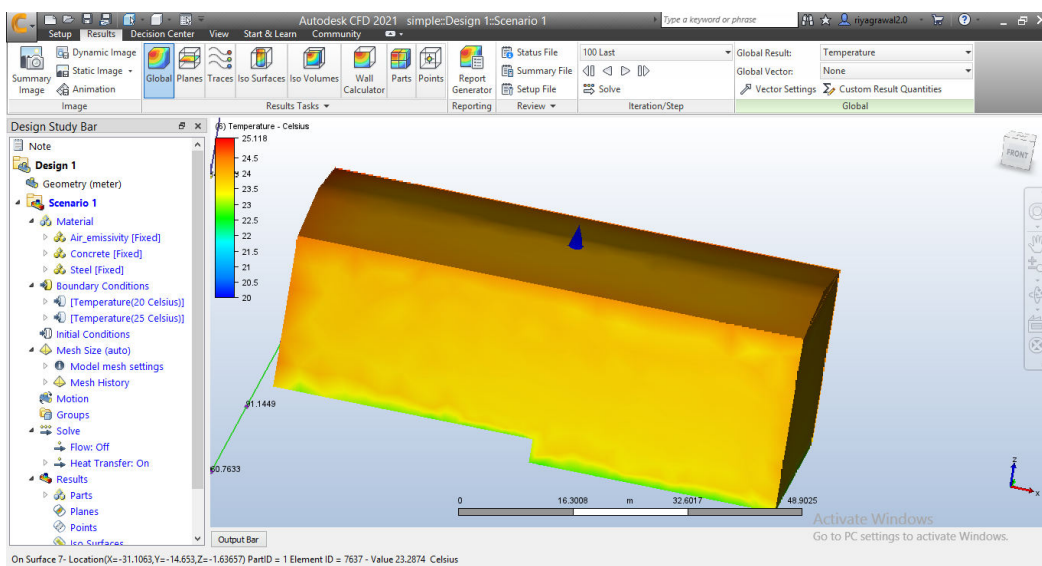 Autodesk CFD 2021 simple::Design 1::Scenario 1
Type a keyword or phrase
riyagrawal2.0
Setup Results Decision Center View Start & Learn Community
Summary Image
Dynamic Image
Static Image
Animation
Global Planes Traces Iso Surfaces Iso Volumes Wall Calculator Parts Points
Report Generator
Status File
Summary File
Setup File
100 Last
Solve
Global Result: Temperature
Global Vector: None
Vector Settings Custom Result Quantities
Image Results Tasks Reporting Review Iteration/Step Global
Design Study Bar
Note
Design 1
Geometry (meter)
Scenario 1
Material
Air_emissivity [Fixed]
Concrete [Fixed]
Steel [Fixed]
Boundary Conditions
[Temperature(20 Celsius)]
[Temperature(25 Celsius)]
Initial Conditions
Mesh Size (auto)
Model mesh settings
Mesh History
Motion
Groups
Solve
Flow: Off
Heat Transfer: On
Results
Parts
Planes
Points
Iso Surfaces
(6) Temperature - Celsius
25.118
24.5
24
23.5
23
22.5
22
21.5
21
20.5
20
FRONT
91.1449
60.7633
0 16.3008 m 32.6017 48.9025
z
x
Activate Windows
Go to PC settings to activate Windows.
Output Bar
On Surface 7- Location(X=-31.1063,Y=-14.653,Z=-1.63657) PartID = 1 Element ID = 7637 - Value 23.2874 Celsius